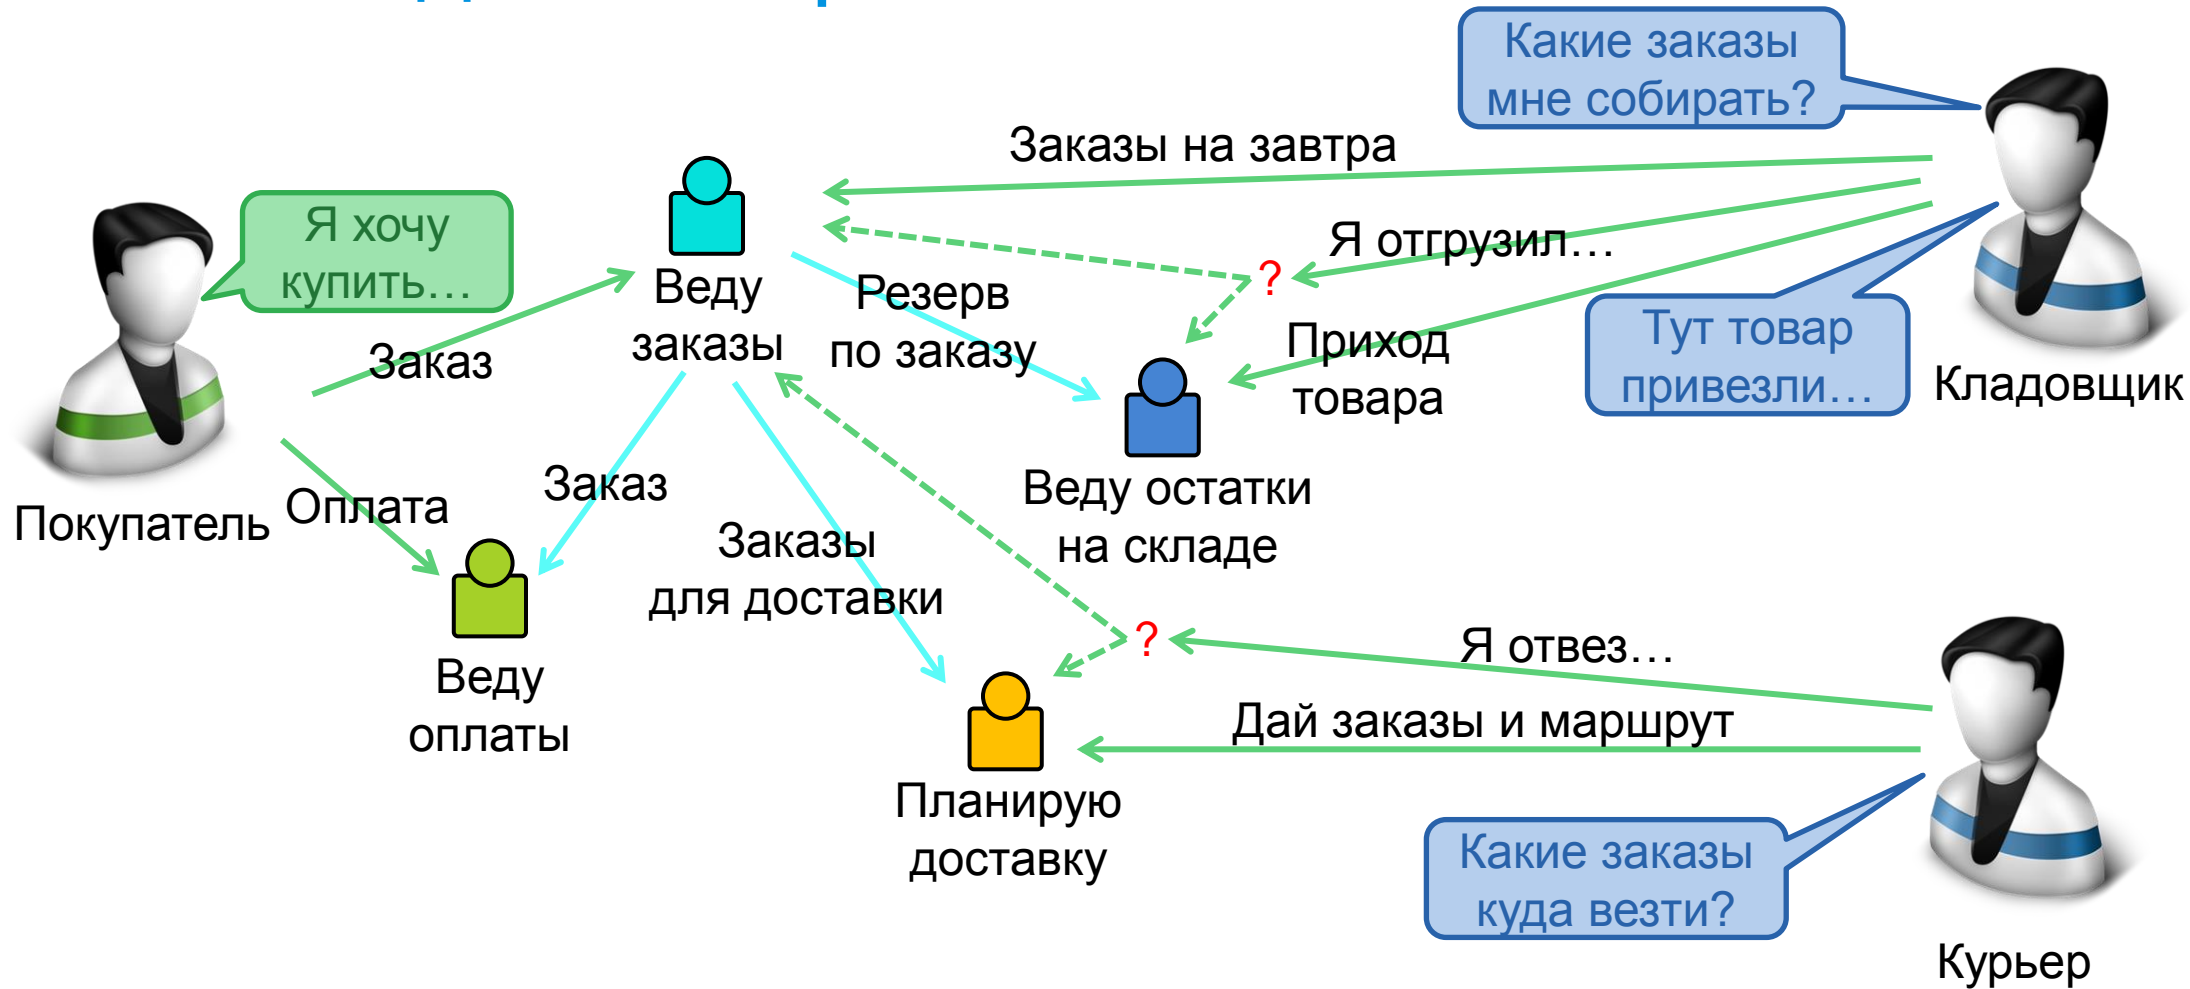 Какие заказы
мне собирать?
Заказы на завтра
Я хочу
купить…
Я отгрузил…
?
Веду
заказы
Резерв
по заказу
Приход
товара
Тут товар
привезли…
Кладовщик
Заказ
Покупатель
Оплата
Заказ
Веду остатки
на складе
Заказы
для доставки
?
Я отвез…
Веду
оплаты
Дай заказы и маршрут
Планирую
доставку
Какие заказы
куда везти?
Курьер